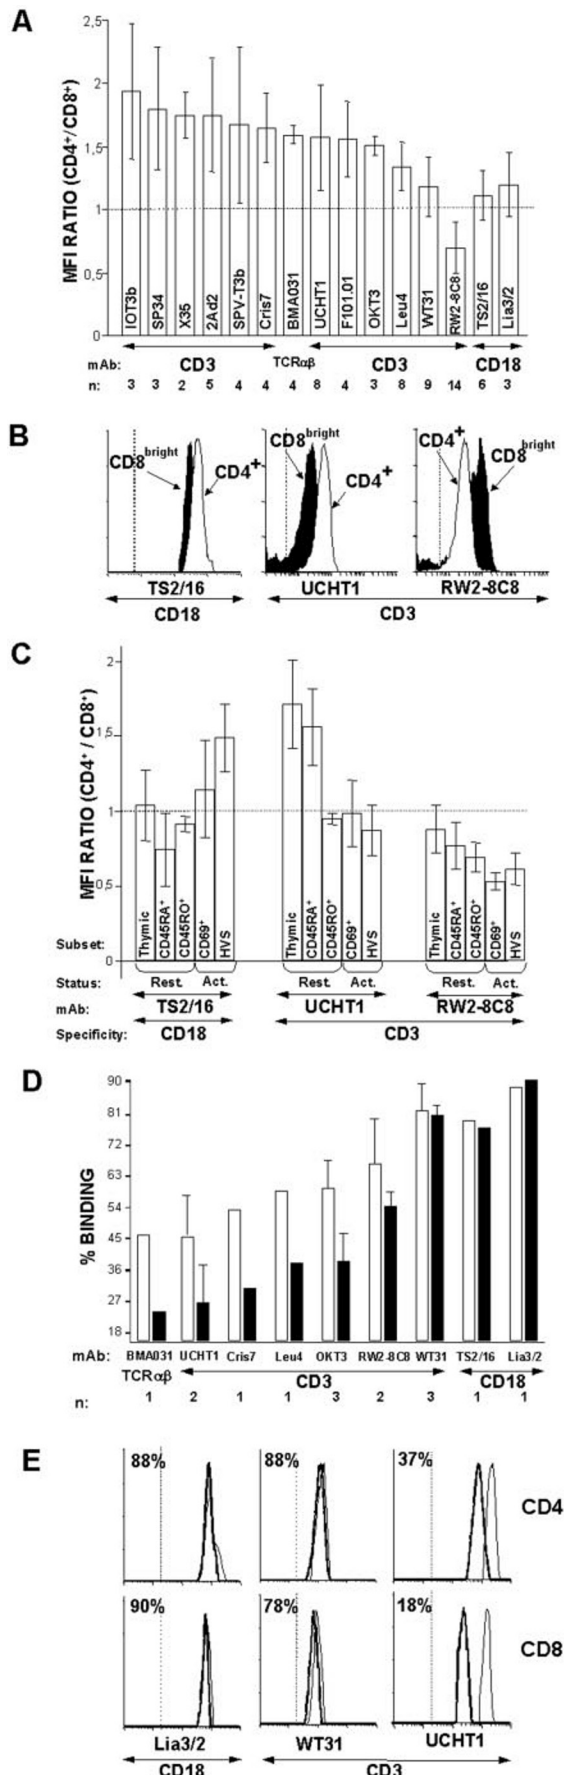 A
MFI RATIO (CD4+/CD8+)
2,5
2
1,5
1
0,5
0
IOT3b SP34 X35 2Ad2 SPV-T3b Cris7 BMA031 UCHT1 F101.01 OKT3 Leu4 WT31 RW2-8C8 TS2/16 Lia3/2
mAb: CD3 TCRαβ CD3 CD18
n: 3 3 2 5 4 4 4 8 4 3 8 9 14 6 3
B
CD8bright CD4+ CD8bright CD4+ CD4+ CD8bright
TS2/16 UCHT1 RW2-8C8
CD18 CD3
C
MFI RATIO (CD4+ / CD8+)
2
1,5
1
0,5
0
Subset: Thymic CD45RA+ CD45RO+ CD69+ HVS Thymic CD45RA+ CD45RO+ CD69+ HVS Thymic CD45RA+ CD45RO+ CD69+ HVS
Status: Rest. Act. Rest. Act. Rest. Act.
mAb: TS2/16 UCHT1 RW2-8C8
Specificity: CD18 CD3
D
% BINDING
90
81
72
63
54
45
36
27
18
mAb: BMA031 UCHT1 Cris7 Leu4 OKT3 RW2-8C8 WT31 TS2/16 Lia3/2
TCRαβ CD3 CD18
n: 1 2 1 1 3 2 3 1 1
E
88% 88% 37% CD4
90% 78% 18% CD8
Lia3/2 WT31 UCHT1
CD18 CD3